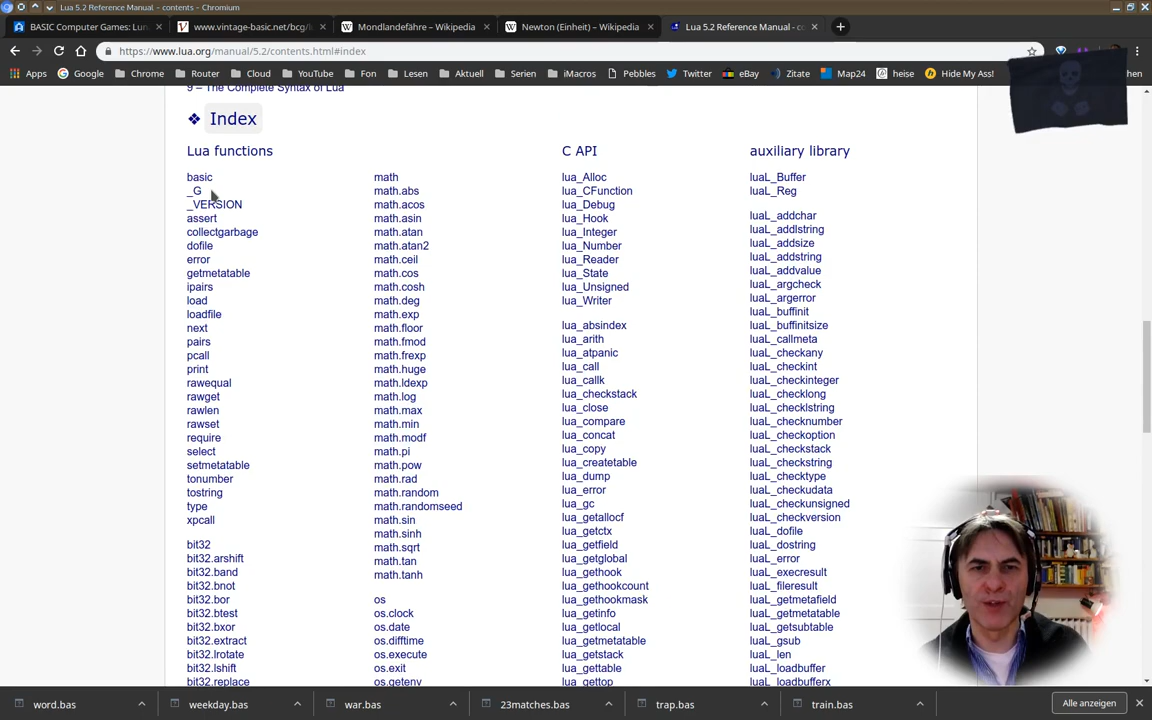 Lua 5.2 Reference Manual - contents - Chromium
BASIC Computer Games: Lun
www.vintage-basic.net/bcg/l
Mondlandefähre – Wikipedia
Newton (Einheit) – Wikipedia
Lua 5.2 Reference Manual - co
https://www.lua.org/manual/5.2/contents.html#index
Apps
Google
Chrome
Router
Cloud
YouTube
Fon
Lesen
Aktuell
Serien
iMacros
Pebbles
Twitter
eBay
Zitate
Map24
heise
Hide My Ass!
hen
9 – The Complete Syntax of Lua
Index
Lua functions
basic
_G
_VERSION
assert
collectgarbage
dofile
error
getmetatable
ipairs
load
loadfile
next
pairs
pcall
print
rawequal
rawget
rawlen
rawset
require
select
setmetatable
tonumber
tostring
type
xpcall
bit32
bit32.arshift
bit32.band
bit32.bnot
bit32.bor
bit32.btest
bit32.bxor
bit32.extract
bit32.lrotate
bit32.lshift
bit32.replace
math
math.abs
math.acos
math.asin
math.atan
math.atan2
math.ceil
math.cos
math.cosh
math.deg
math.exp
math.floor
math.fmod
math.frexp
math.huge
math.ldexp
math.log
math.max
math.min
math.modf
math.pi
math.pow
math.rad
math.random
math.randomseed
math.sin
math.sinh
math.sqrt
math.tan
math.tanh
os
os.clock
os.date
os.difftime
os.execute
os.exit
os.getenv
C API
lua_Alloc
lua_CFunction
lua_Debug
lua_Hook
lua_Integer
lua_Number
lua_Reader
lua_State
lua_Unsigned
lua_Writer
lua_absindex
lua_arith
lua_atpanic
lua_call
lua_callk
lua_checkstack
lua_close
lua_compare
lua_concat
lua_copy
lua_createtable
lua_dump
lua_error
lua_gc
lua_getallocf
lua_getctx
lua_getfield
lua_getglobal
lua_gethook
lua_gethookcount
lua_gethookmask
lua_getinfo
lua_getlocal
lua_getmetatable
lua_getstack
lua_gettable
lua_gettop
auxiliary library
luaL_Buffer
luaL_Reg
luaL_addchar
luaL_addlstring
luaL_addsize
luaL_addstring
luaL_addvalue
luaL_argcheck
luaL_argerror
luaL_buffinit
luaL_buffinitsize
luaL_callmeta
luaL_checkany
luaL_checkint
luaL_checkinteger
luaL_checklong
luaL_checklstring
luaL_checknumber
luaL_checkoption
luaL_checkstack
luaL_checkstring
luaL_checktype
luaL_checkudata
luaL_checkunsigned
luaL_checkversion
luaL_dofile
luaL_dostring
luaL_error
luaL_execresult
luaL_fileresult
luaL_getmetafield
luaL_getmetatable
luaL_getsubtable
luaL_gsub
luaL_len
luaL_loadbuffer
luaL_loadbufferx
word.bas
weekday.bas
war.bas
23matches.bas
trap.bas
train.bas
Alle anzeigen